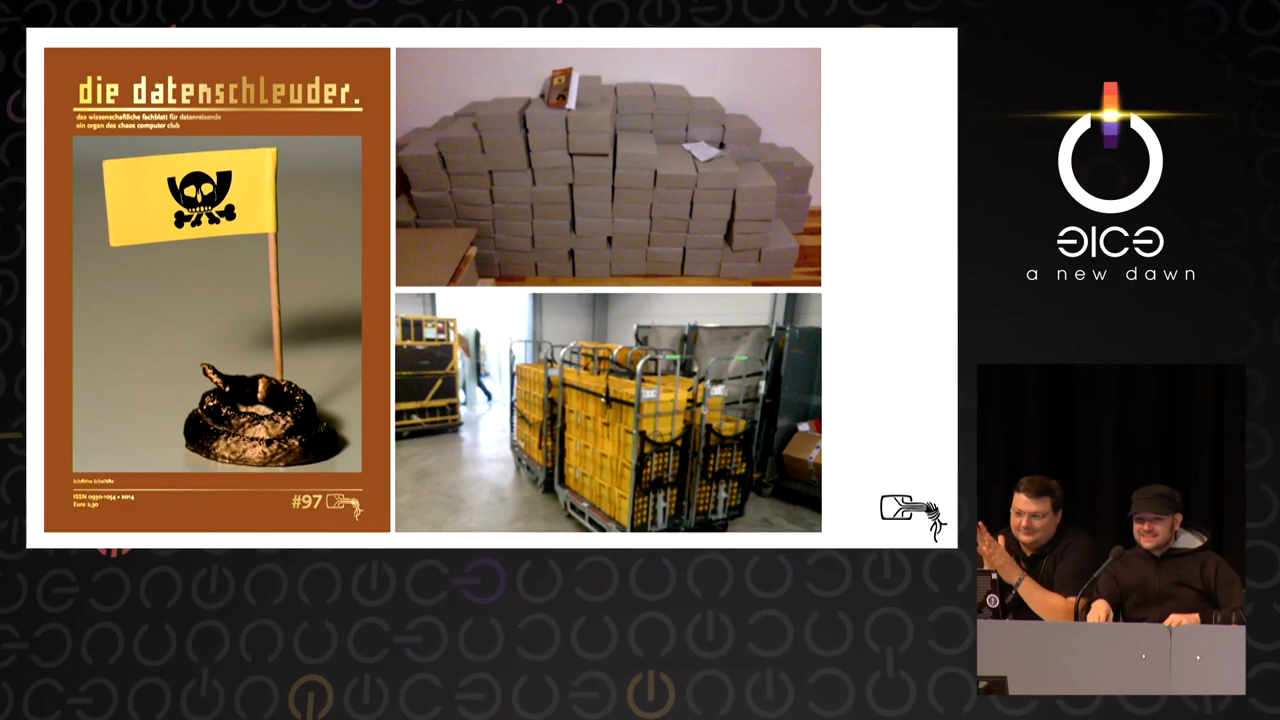 die datenschleuder.
das wissenschaftliche fachblatt für datenreisende
ein organ des chaos computer club
ISSN 0930-1054 • 2014
Euro 2,50
#97
a new dawn